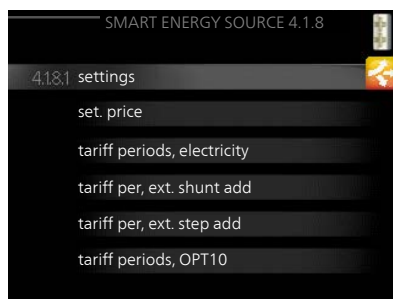 SMART ENERGY SOURCE 4.1.8
4.1.8.1 settings
set. price
tariff periods, electricity
tariff per, ext. shunt add
tariff per, ext. step add
tariff periods, OPT10